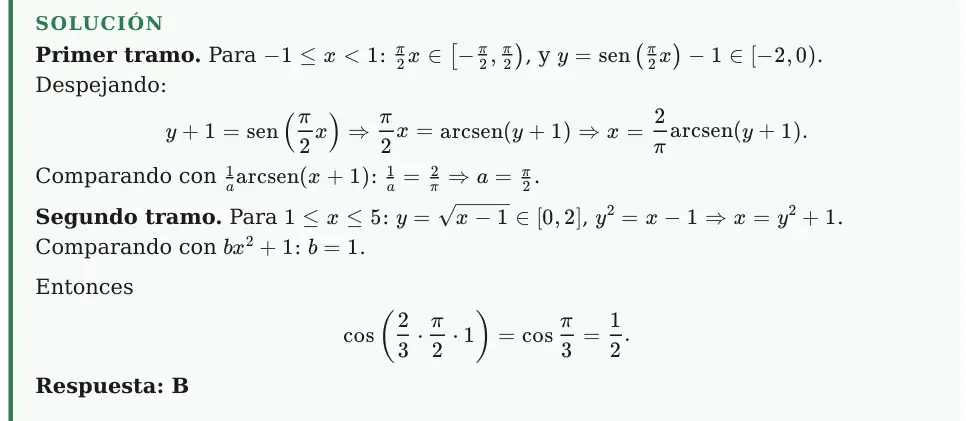 SOLUCIÓN
Primer tramo. Para −1 ≤ x < 1: π/2 x ∈ [−π/2, π/2), y y = sen(π/2 x) − 1 ∈ [−2, 0).
Despejando:
y + 1 = sen(π/2 x) ⇒ π/2 x = arcsen(y + 1) ⇒ x = 2/π arcsen(y + 1).
Comparando con 1/a arcsen(x + 1): 1/a = 2/π ⇒ a = π/2.
Segundo tramo. Para 1 ≤ x ≤ 5: y = √(x − 1) ∈ [0, 2], y² = x − 1 ⇒ x = y² + 1.
Comparando con bx² + 1: b = 1.
Entonces
cos(2/3 · π/2 · 1) = cos π/3 = 1/2.
Respuesta: B